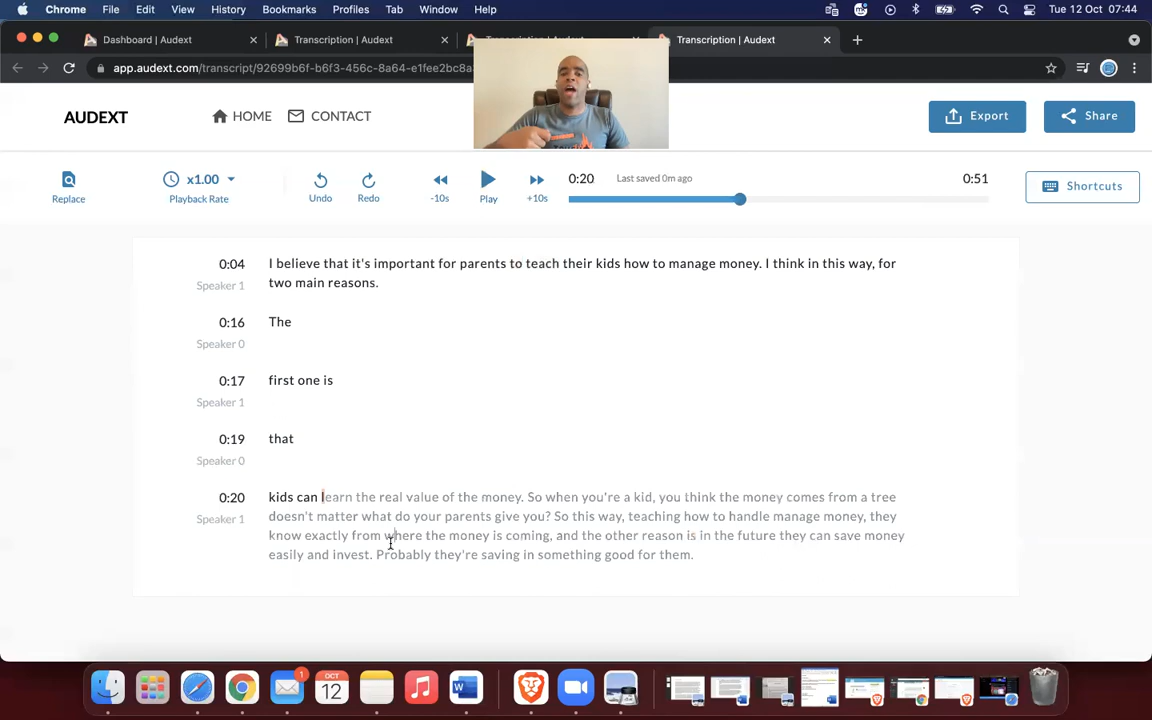 Chrome File Edit View History Bookmarks Profiles Tab Window Help Tue 12 Oct 07:44
Dashboard | Audext Transcription | Audext Transcription | Audext
app.audext.com/transcript/92699b6f-b6f3-456c-8a64-e1fee2bc8a
AUDEXT HOME CONTACT Export Share
x1.00 0:20 Last saved 0m ago 0:51 Shortcuts
Replace Playback Rate Undo Redo -10s Play +10s
0:04 I believe that it's important for parents to teach their kids how to manage money. I think in this way, for
Speaker 1 two main reasons.
0:16 The
Speaker 0
0:17 first one is
Speaker 1
0:19 that
Speaker 0
0:20 kids can learn the real value of the money. So when you're a kid, you think the money comes from a tree
Speaker 1 doesn't matter what do your parents give you? So this way, teaching how to handle manage money, they
know exactly from where the money is coming, and the other reason is in the future they can save money
easily and invest. Probably they're saving in something good for them.
1
OCT
12